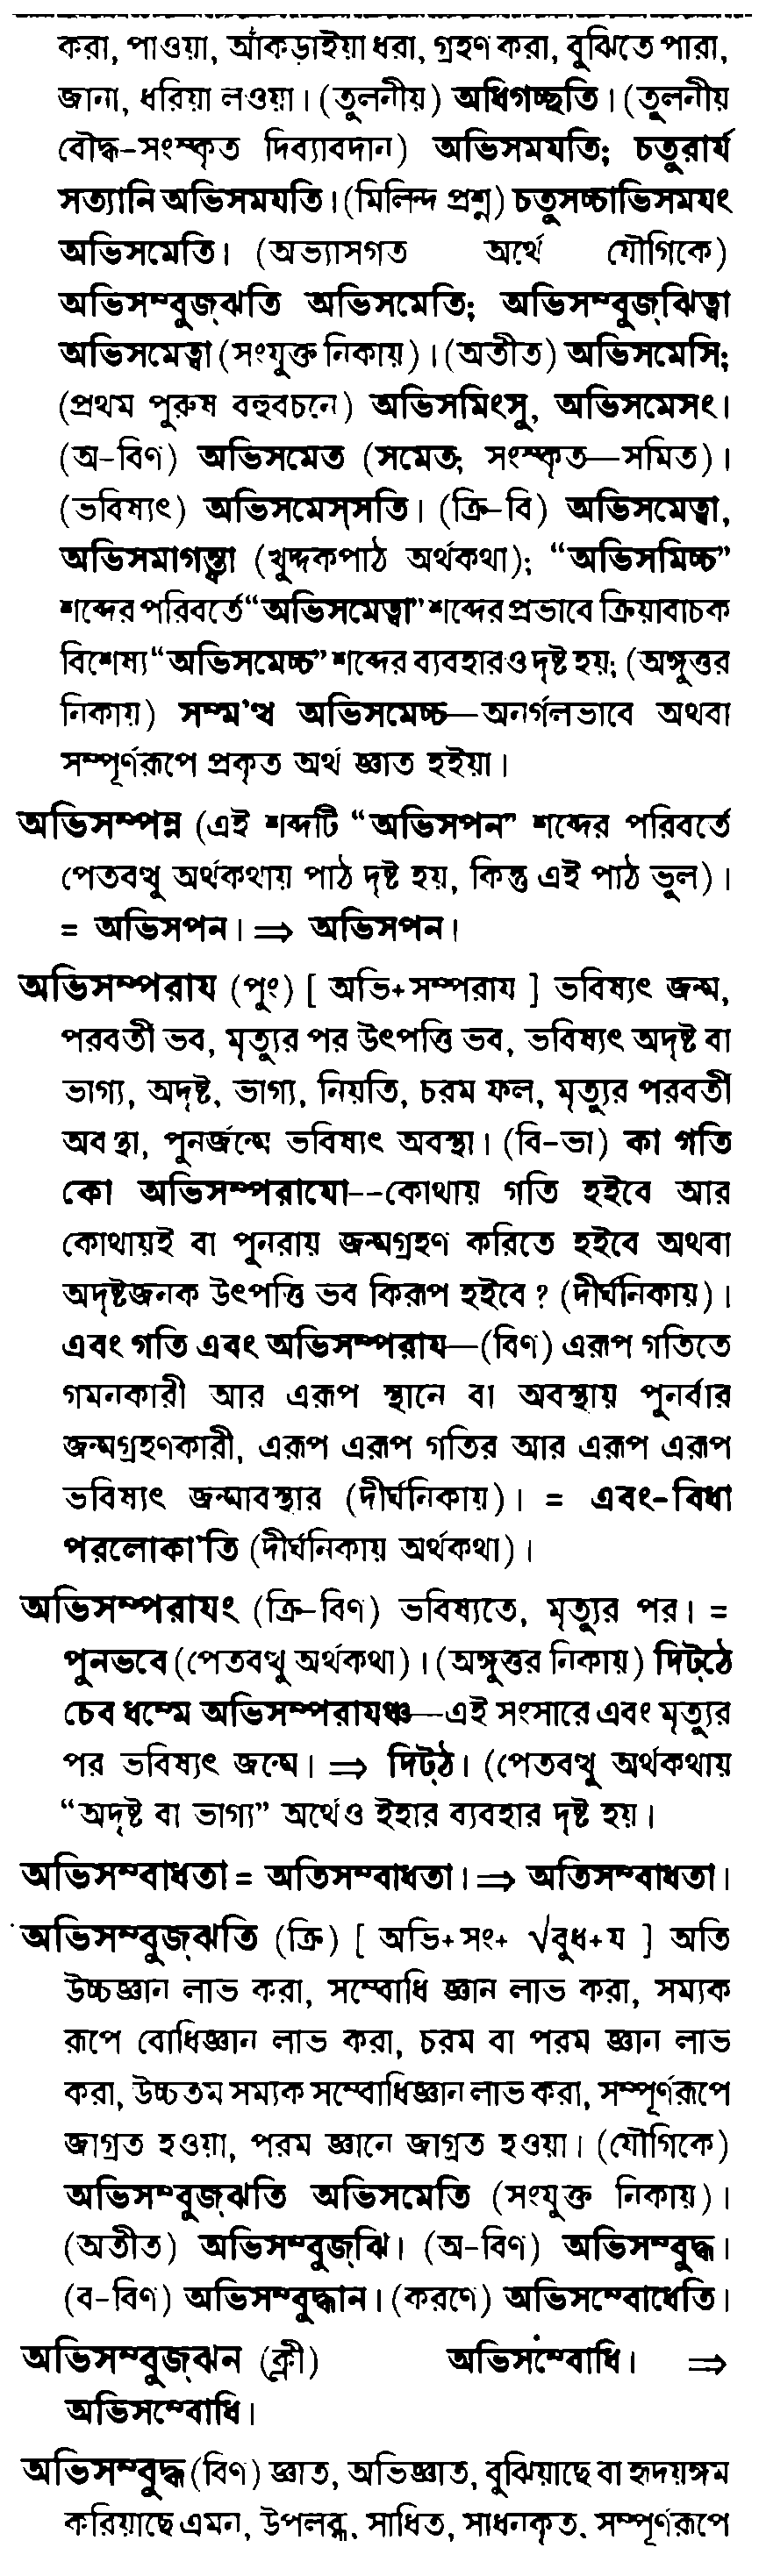 করা, পাওয়া, আঁকড়াইয়া ধরা, গ্রহণ করা, বুঝিতে পারা,
জানা, ধরিয়া লওয়া। (তুলনীয়) অধিগচ্ছতি। (তুলনীয়
বৌদ্ধ-সংস্কৃত দিব্যাবদান) অভিসমযতি; চতুরার্য
সত্যানি অভিসমযতি। (মিলিন্দ প্রশ্ন) চতুসচ্চাভিসমযং
অভিসমেতি। (অভ্যাসগত অর্থে যৌগিকে)
অভিসম্বুজ্ঝতি অভিসমেতি; অভিসম্বুজ্ঝিত্বা
অভিসমেত্বা (সংযুক্ত নিকায়)। (অতীত) অভিসমেসি;
(প্রথম পুরুষ বহুবচনে) অভিসমিংসু, অভিসমেসং।
(অ-বিণ) অভিসমেত (সমেত; সংস্কৃত—সমিত)।
(ভবিষ্যৎ) অভিসমেস্সতি। (ক্রি-বি) অভিসমেত্বা,
অভিসমাগন্ত্বা (খুদ্দকপাঠ অর্থকথা); “অভিসমিচ্চ”
শব্দের পরিবর্তে “অভিসমেত্বা” শব্দের প্রভাবে ক্রিয়াবাচক
বিশেষ্য “অভিসমেচ্চ” শব্দের ব্যবহারও দৃষ্ট হয়; (অঙ্গুত্তর
নিকায়) সম্ম'ত্থ অভিসমেচ্চ—অনর্গলভাবে অথবা
সম্পূর্ণরূপে প্রকৃত অর্থ জ্ঞাত হইয়া।
অভিসম্পন্ন (এই শব্দটি “অভিসপন” শব্দের পরিবর্তে
পেতবত্থু অর্থকথায় পাঠ দৃষ্ট হয়, কিন্তু এই পাঠ ভুল)।
= অভিসপন। ⇒ অভিসপন।
অভিসম্পরায (পুং) [ অভি+সম্পরায ] ভবিষ্যৎ জন্ম,
পরবর্তী ভব, মৃত্যুর পর উৎপত্তি ভব, ভবিষ্যৎ অদৃষ্ট বা
ভাগ্য, অদৃষ্ট, ভাগ্য, নিয়তি, চরম ফল, মৃত্যুর পরবর্তী
অবস্থা, পুনর্জন্মে ভবিষ্যৎ অবস্থা। (বি-ভা) কা গতি
কো অভিসম্পরাযো--কোথায় গতি হইবে আর
কোথায়ই বা পুনরায় জন্মগ্রহণ করিতে হইবে অথবা
অদৃষ্টজনক উৎপত্তি ভব কিরূপ হইবে ? (দীর্ঘনিকায়)।
এবং গতি এবং অভিসম্পরায—(বিণ) এরূপ গতিতে
গমনকারী আর এরূপ স্থানে বা অবস্থায় পুনর্বার
জন্মগ্রহণকারী, এরূপ এরূপ গতির আর এরূপ এরূপ
ভবিষ্যৎ জন্মাবস্থার (দীর্ঘনিকায়)। = এবং-বিধা
পরলোকা'তি (দীর্ঘনিকায় অর্থকথা)।
অভিসম্পরাযং (ক্রি-বিণ) ভবিষ্যতে, মৃত্যুর পর। =
পুনভবে (পেতবত্থু অর্থকথা)। (অঙ্গুত্তর নিকায়) দিট্ঠে
চেব ধম্মে অভিসম্পরাযঞ্চ—এই সংসারে এবং মৃত্যুর
পর ভবিষ্যৎ জন্মে। ⇒ দিট্ঠ। (পেতবত্থু অর্থকথায়
“অদৃষ্ট বা ভাগ্য” অর্থেও ইহার ব্যবহার দৃষ্ট হয়।
অভিসম্বাধতা = অতিসম্বাধতা। ⇒ অতিসম্বাধতা।
অভিসম্বুজ্ঝতি (ক্রি) [ অভি+সং+ √বুধ+য ] অতি
উচ্চজ্ঞান লাভ করা, সম্বোধি জ্ঞান লাভ করা, সম্যক
রূপে বোধিজ্ঞান লাভ করা, চরম বা পরম জ্ঞান লাভ
করা, উচ্চতম সম্যক সম্বোধিজ্ঞান লাভ করা, সম্পূর্ণরূপে
জাগ্রত হওয়া, পরম জ্ঞানে জাগ্রত হওয়া। (যৌগিকে)
অভিসম্বুজ্ঝতি অভিসমেতি (সংযুক্ত নিকায়)।
(অতীত) অভিসম্বুজ্ঝি। (অ-বিণ) অভিসম্বুদ্ধ।
(ব-বিণ) অভিসম্বুদ্ধান। (করণে) অভিসম্বোধেতি।
অভিসম্বুজ্ঝন (ক্লী) অভিসম্বোধি। ⇒
অভিসম্বোধি।
অভিসম্বুদ্ধ (বিণ) জ্ঞাত, অভিজ্ঞাত, বুঝিয়াছে বা হৃদয়ঙ্গম
করিয়াছে এমন, উপলব্ধ, সাধিত, সাধনকৃত, সম্পূর্ণরূপে